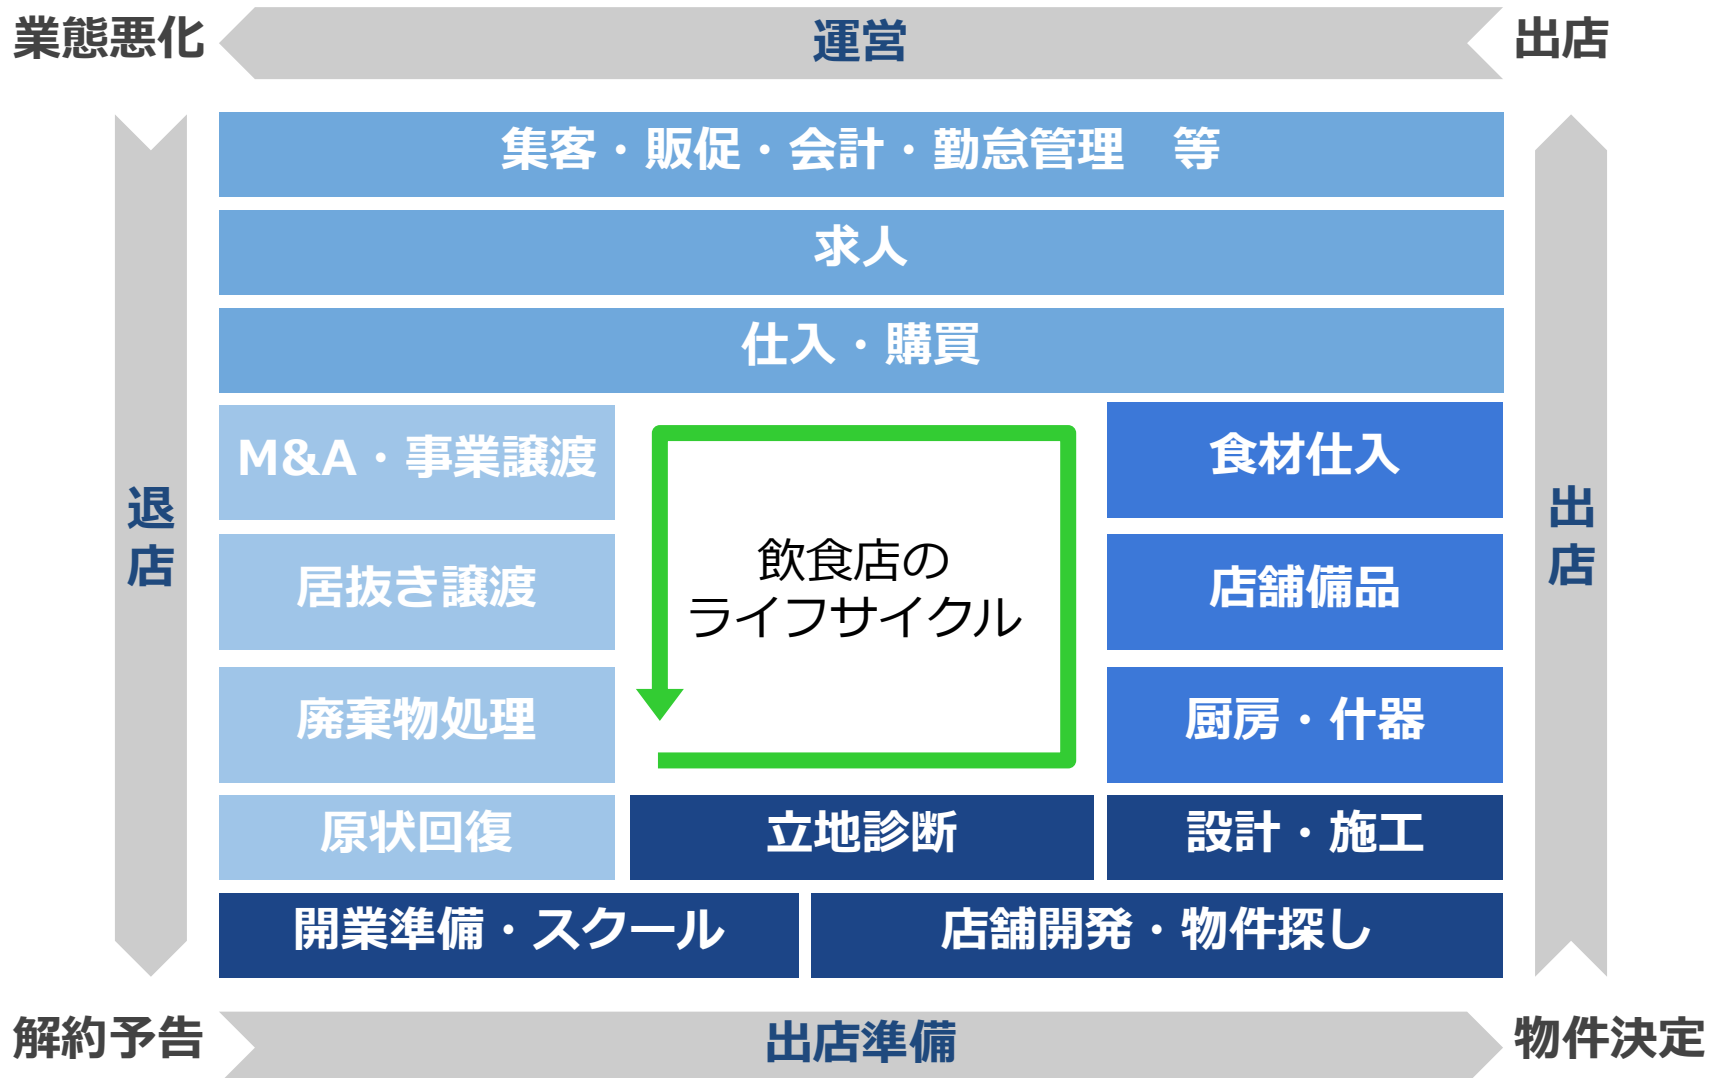 業態悪化
運営
出店
集客・販促・会計・勤怠管理　等
求人
仕入・購買
M&A・事業譲渡
食材仕入
退店
飲食店の
ライフサイクル
出店
居抜き譲渡
店舗備品
廃棄物処理
厨房・什器
原状回復
立地診断
設計・施工
開業準備・スクール
店舗開発・物件探し
解約予告
出店準備
物件決定